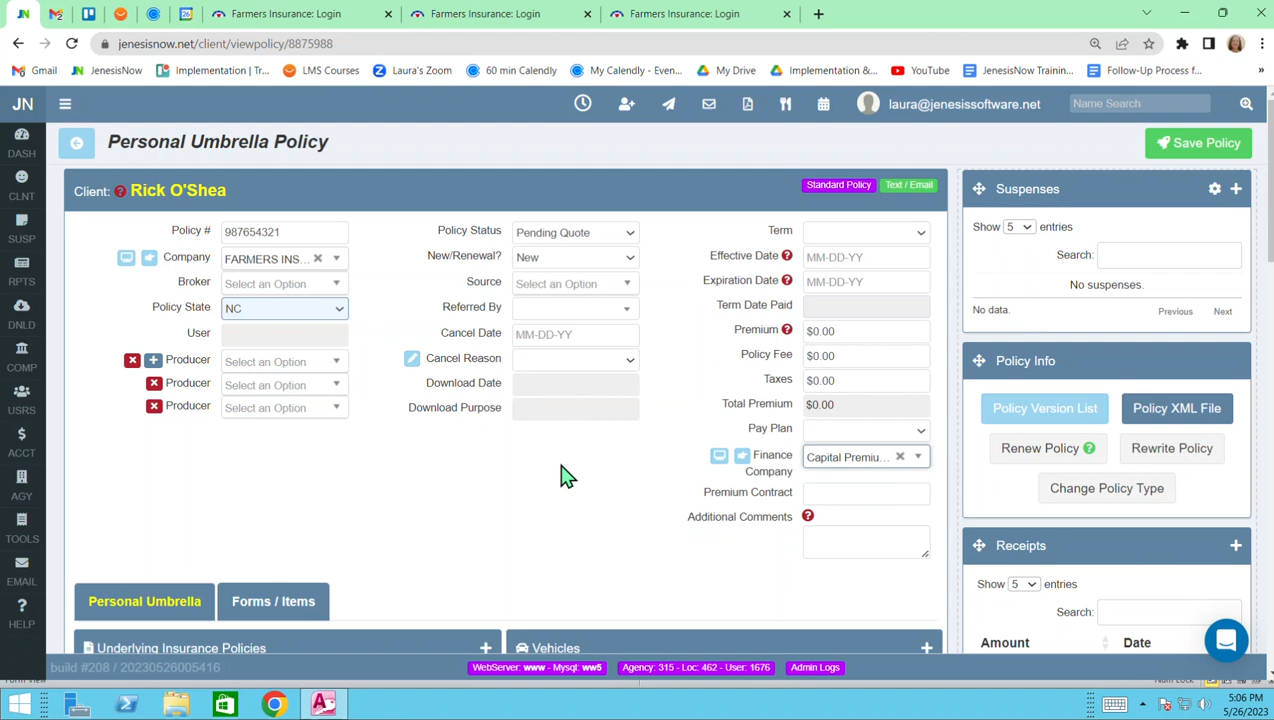 JN
26
Farmers Insurance: Login
Farmers Insurance: Login
Farmers Insurance: Login
jenesisnow.net/client/viewpolicy/8875988
Gmail
JN JenesisNow
Implementation | Tr...
LMS Courses
Laura's Zoom
60 min Calendly
My Calendly - Even...
My Drive
Implementation &...
YouTube
JenesisNow Trainin...
Follow-Up Process f...
»
JN
laura@jenesissoftware.net
Name Search
DASH
CLNT
SUSP
RPTS
DNLD
COMP
USRS
ACCT
AGY
TOOLS
EMAIL
HELP
Personal Umbrella Policy
Save Policy
Client: Rick O'Shea
Standard Policy
Text / Email
Policy # 987654321
Company FARMERS INS...
Broker Select an Option
Policy State NC
User
Producer Select an Option
Producer Select an Option
Producer Select an Option
Policy Status Pending Quote
New/Renewal? New
Source Select an Option
Referred By
Cancel Date MM-DD-YY
Cancel Reason
Download Date
Download Purpose
Term
Effective Date MM-DD-YY
Expiration Date MM-DD-YY
Term Date Paid
Premium $0.00
Policy Fee $0.00
Taxes $0.00
Total Premium $0.00
Pay Plan
Finance Company Capital Premiu...
Premium Contract
Additional Comments
Personal Umbrella
Forms / Items
Underlying Insurance Policies
Vehicles
Suspenses
Show 5 entries
Search:
No suspenses.
No data.
Previous
Next
Policy Info
Policy Version List
Policy XML File
Renew Policy
Rewrite Policy
Change Policy Type
Receipts
Show 5 entries
Search:
Amount
Date
build #208 / 20230526005416
WebServer: www - Mysql: ww5
Agency: 315 - Loc: 462 - User: 1676
Admin Logs
Num Lock
5:06 PM
5/26/2023